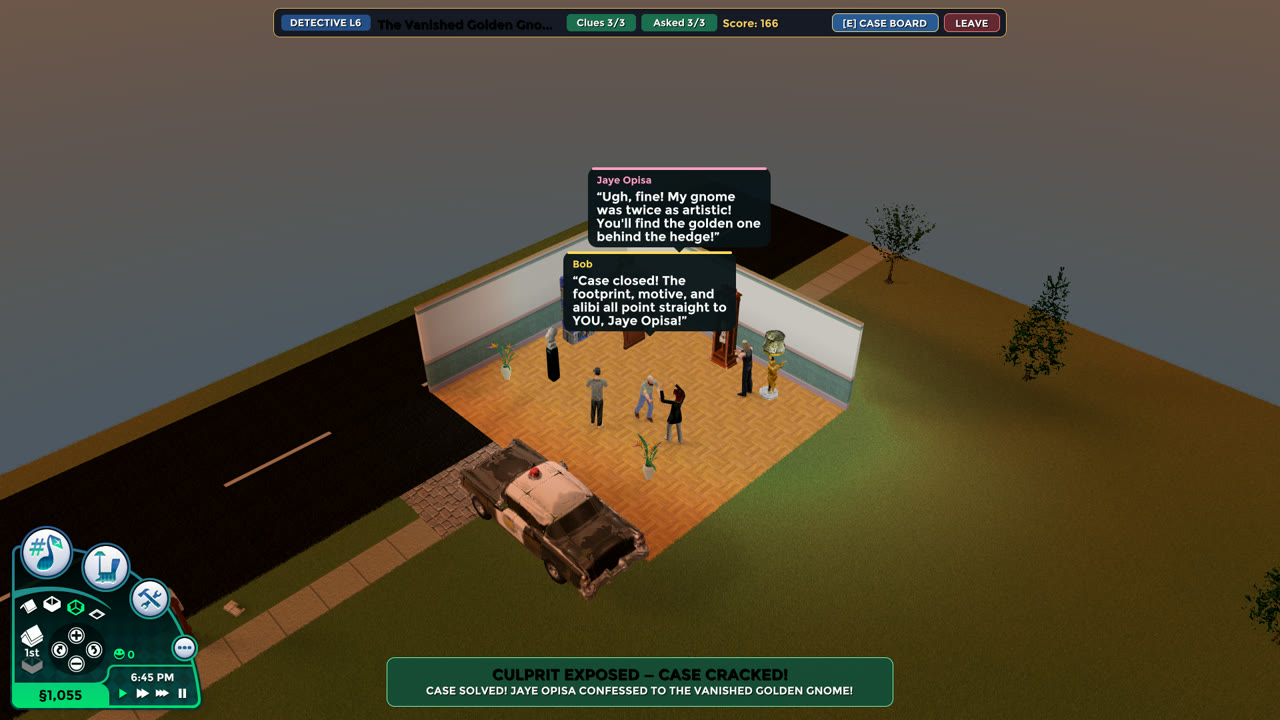 DETECTIVE L6
The Vanished Golden Gno...
Clues 3/3
Asked 3/3
Score: 166
[E] CASE BOARD
LEAVE
Jaye Opisa
“Ugh, fine! My gnome
was twice as artistic!
You'll find the golden one
behind the hedge!”
Bob
“Case closed! The
footprint, motive, and
alibi all point straight to
YOU, Jaye Opisa!”
#
1st
0
6:45 PM
§1,055
CULPRIT EXPOSED – CASE CRACKED!
CASE SOLVED! JAYE OPISA CONFESSED TO THE VANISHED GOLDEN GNOME!